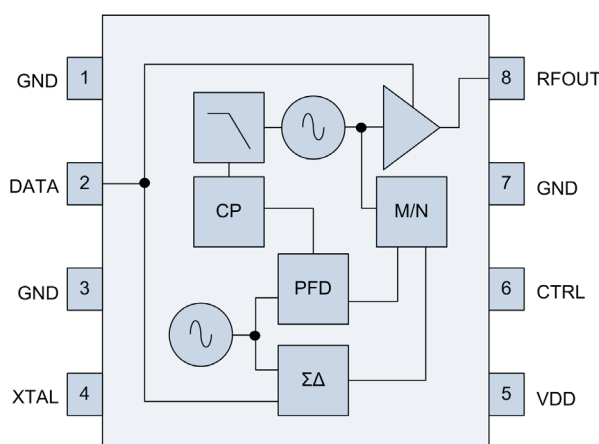 GND 1
8 RFOUT
DATA 2
7 GND
CP
M/N
GND 3
PFD
6 CTRL
XTAL 4
ΣΔ
5 VDD